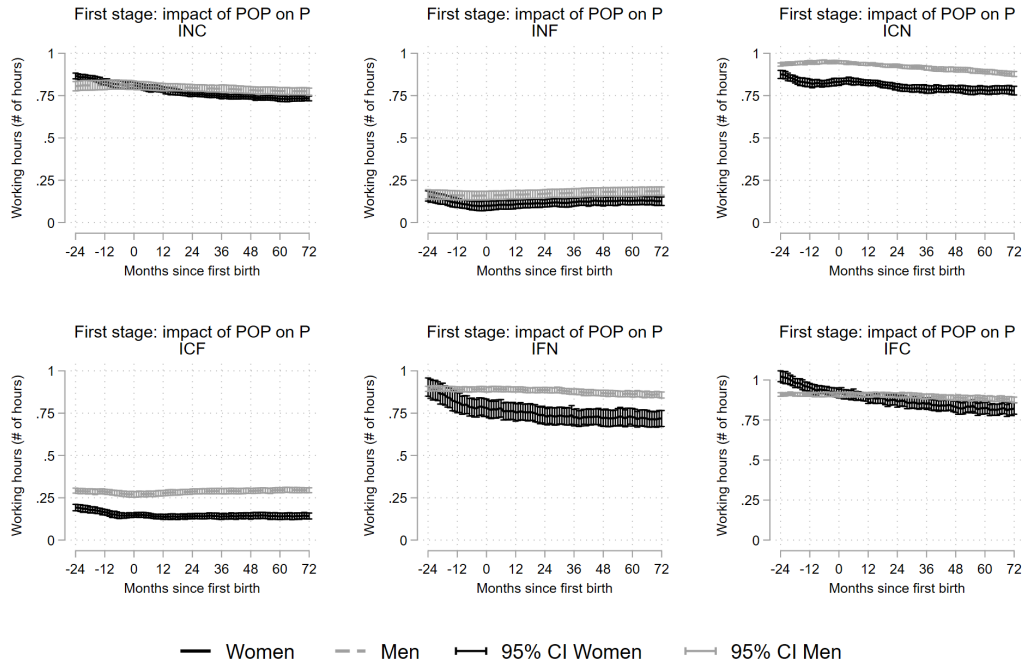 First stage: impact of POP on P
INC
Working hours (# of hours)
1
.75
.5
.25
0
-24 -12 0 12 24 36 48 60 72
Months since first birth
First stage: impact of POP on P
INF
Working hours (# of hours)
1
.75
.5
.25
0
-24 -12 0 12 24 36 48 60 72
Months since first birth
First stage: impact of POP on P
ICN
Working hours (# of hours)
1
.75
.5
.25
0
-24 -12 0 12 24 36 48 60 72
Months since first birth
First stage: impact of POP on P
ICF
Working hours (# of hours)
1
.75
.5
.25
0
-24 -12 0 12 24 36 48 60 72
Months since first birth
First stage: impact of POP on P
IFN
Working hours (# of hours)
1
.75
.5
.25
0
-24 -12 0 12 24 36 48 60 72
Months since first birth
First stage: impact of POP on P
IFC
Working hours (# of hours)
1
.75
.5
.25
0
-24 -12 0 12 24 36 48 60 72
Months since first birth
Women Men 95% CI Women 95% CI Men